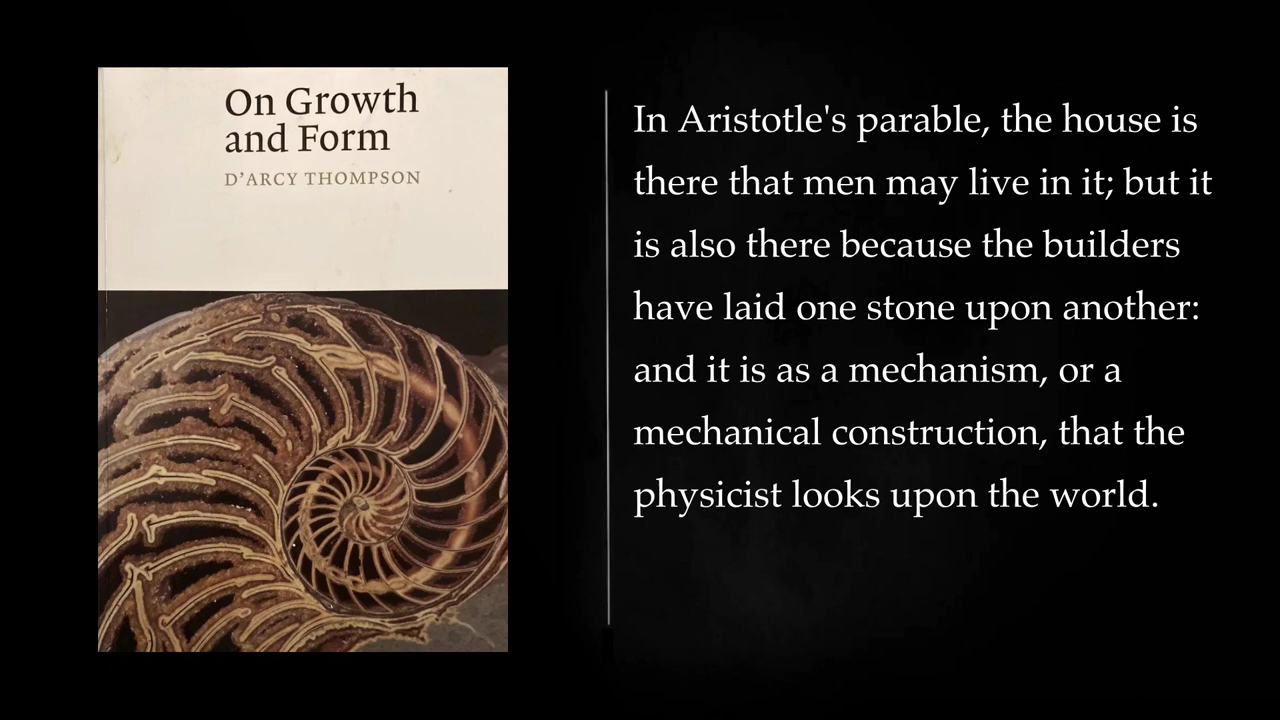 On Growth
and Form
D'ARCY THOMPSON
In Aristotle's parable, the house is
there that men may live in it; but it
is also there because the builders
have laid one stone upon another:
and it is as a mechanism, or a
mechanical construction, that the
physicist looks upon the world.